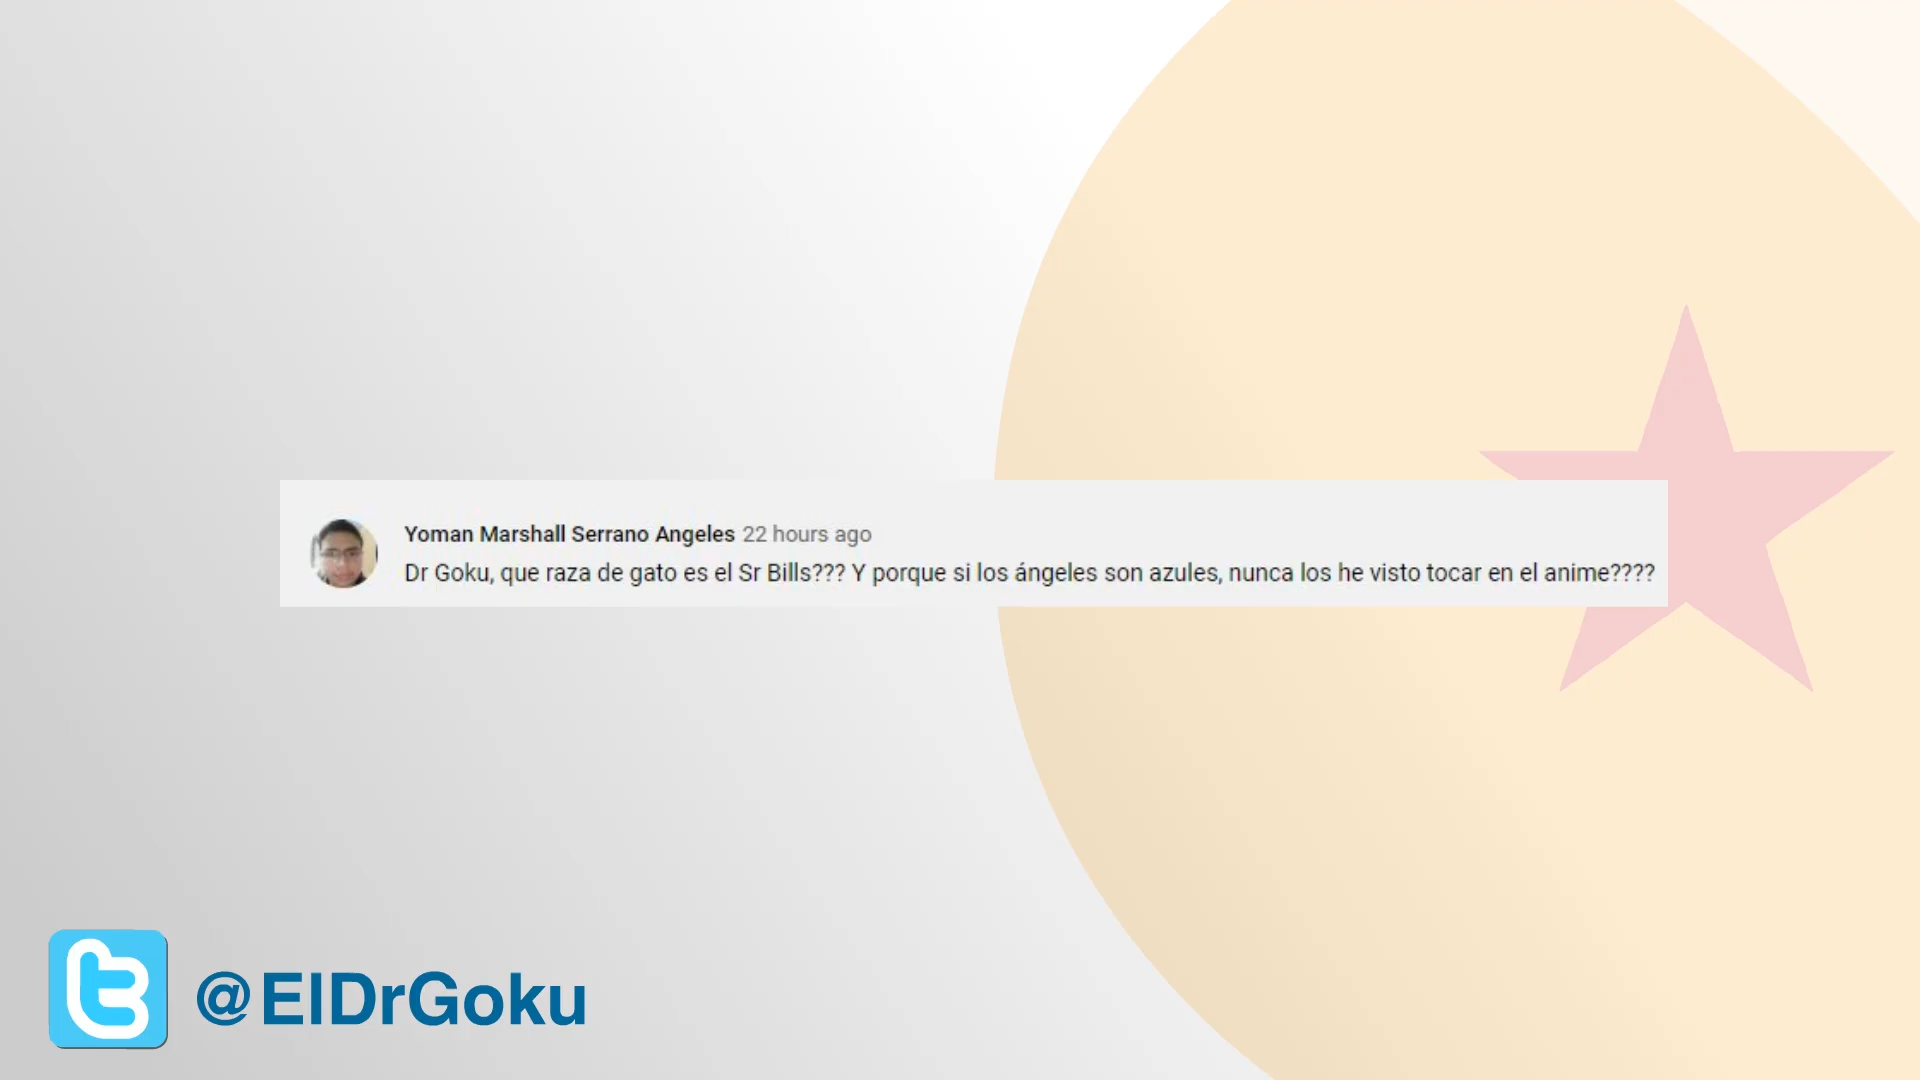 Yoman Marshall Serrano Angeles 22 hours ago
Dr Goku, que raza de gato es el Sr Bills??? Y porque si los ángeles son azules, nunca los he visto tocar en el anime????
@ElDrGoku